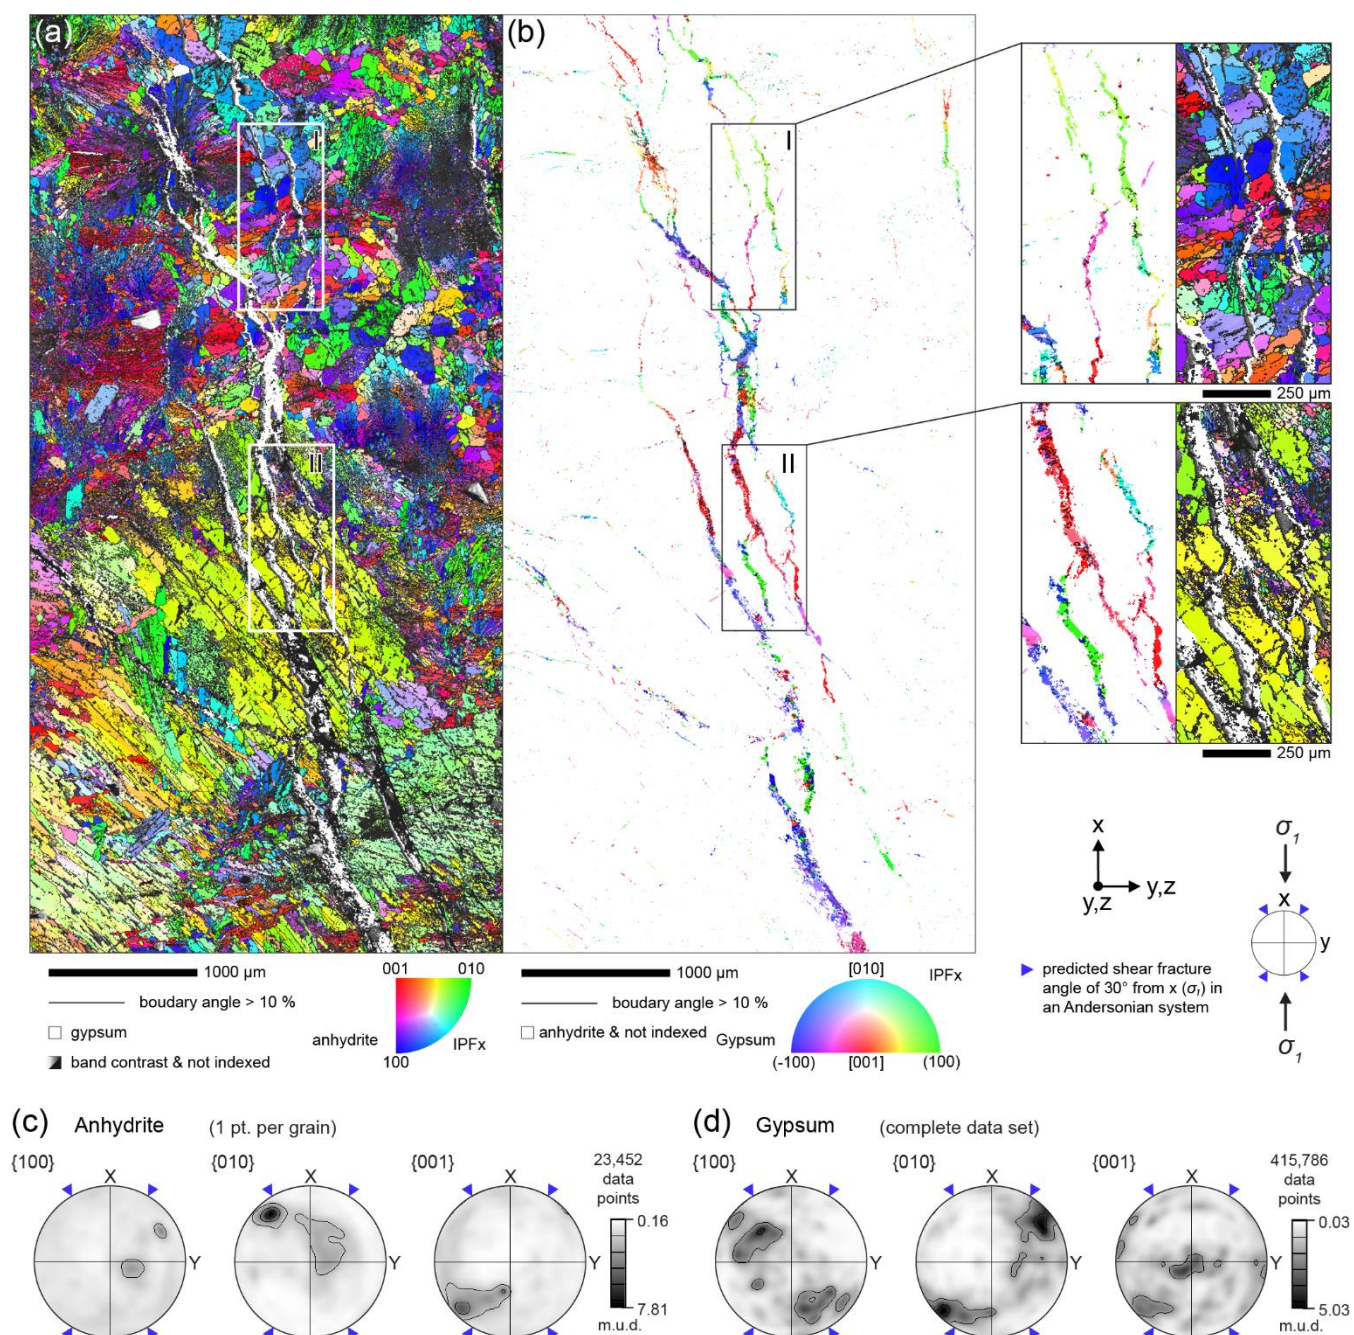 (a)
(b)
I
I
II
II
250 µm
250 µm
x
y,z
y,z
σ1
x
y
σ1
predicted shear fracture
angle of 30° from x (σ1) in
an Andersonian system
1000 µm
boudary angle > 10 %
gypsum
band contrast & not indexed
001
010
anhydrite
IPFx
100
1000 µm
boudary angle > 10 %
anhydrite & not indexed
[010]
IPFx
Gypsum
(-100)
[001]
(100)
(c)
Anhydrite
(1 pt. per grain)
{100}
X
{010}
X
{001}
X
Y
Y
Y
23,452
data
points
0.16
7.81
m.u.d.
(d)
Gypsum
(complete data set)
{100}
X
{010}
X
{001}
X
Y
Y
Y
415,786
data
points
0.03
5.03
m.u.d.